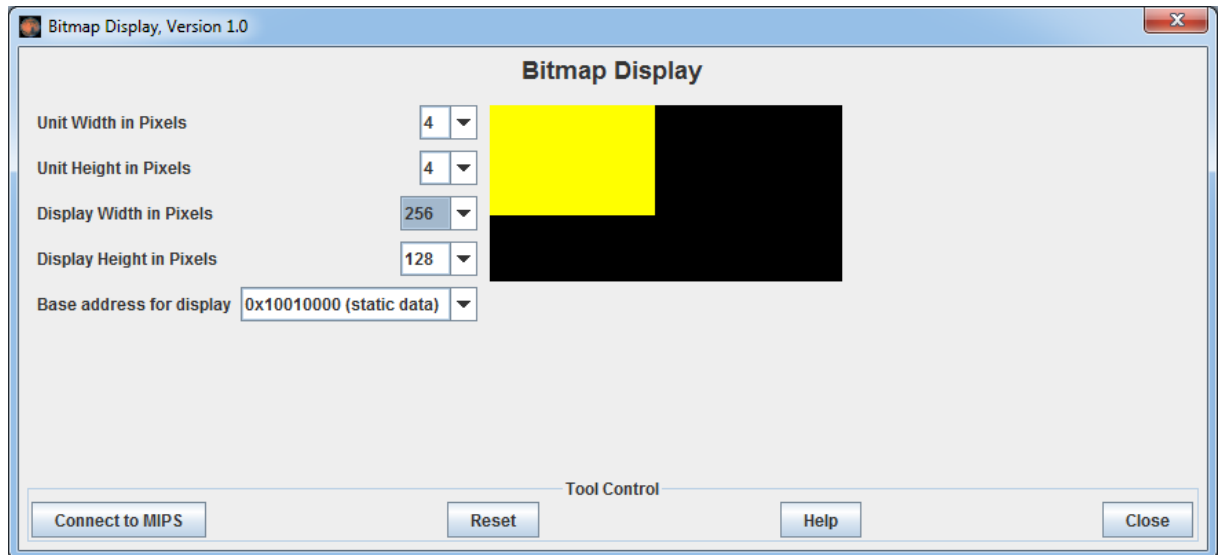 Bitmap Display, Version 1.0
Bitmap Display
Unit Width in Pixels 4
Unit Height in Pixels 4
Display Width in Pixels 256
Display Height in Pixels 128
Base address for display 0x10010000 (static data)
Tool Control
Connect to MIPS Reset Help Close